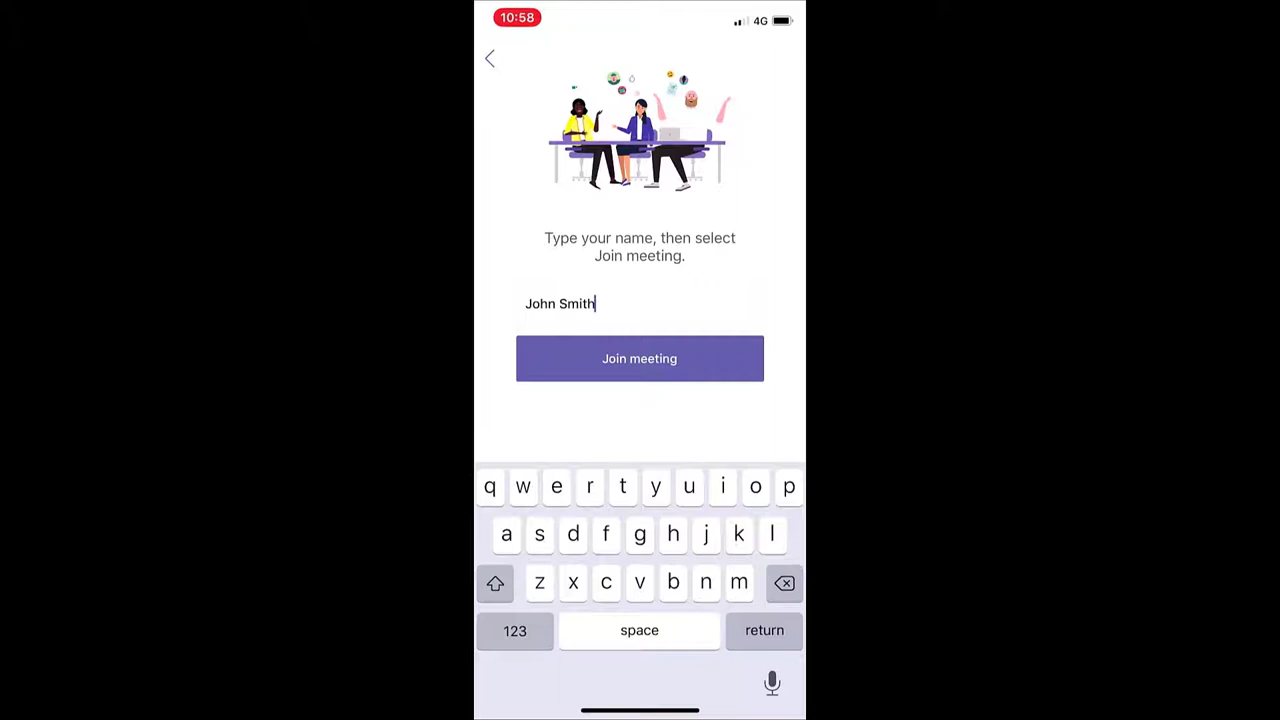 10:58
4G
Type your name, then select
Join meeting.
John Smith
Join meeting
q w e r t y u i o p
a s d f g h j k l
z x c v b n m
123 space return